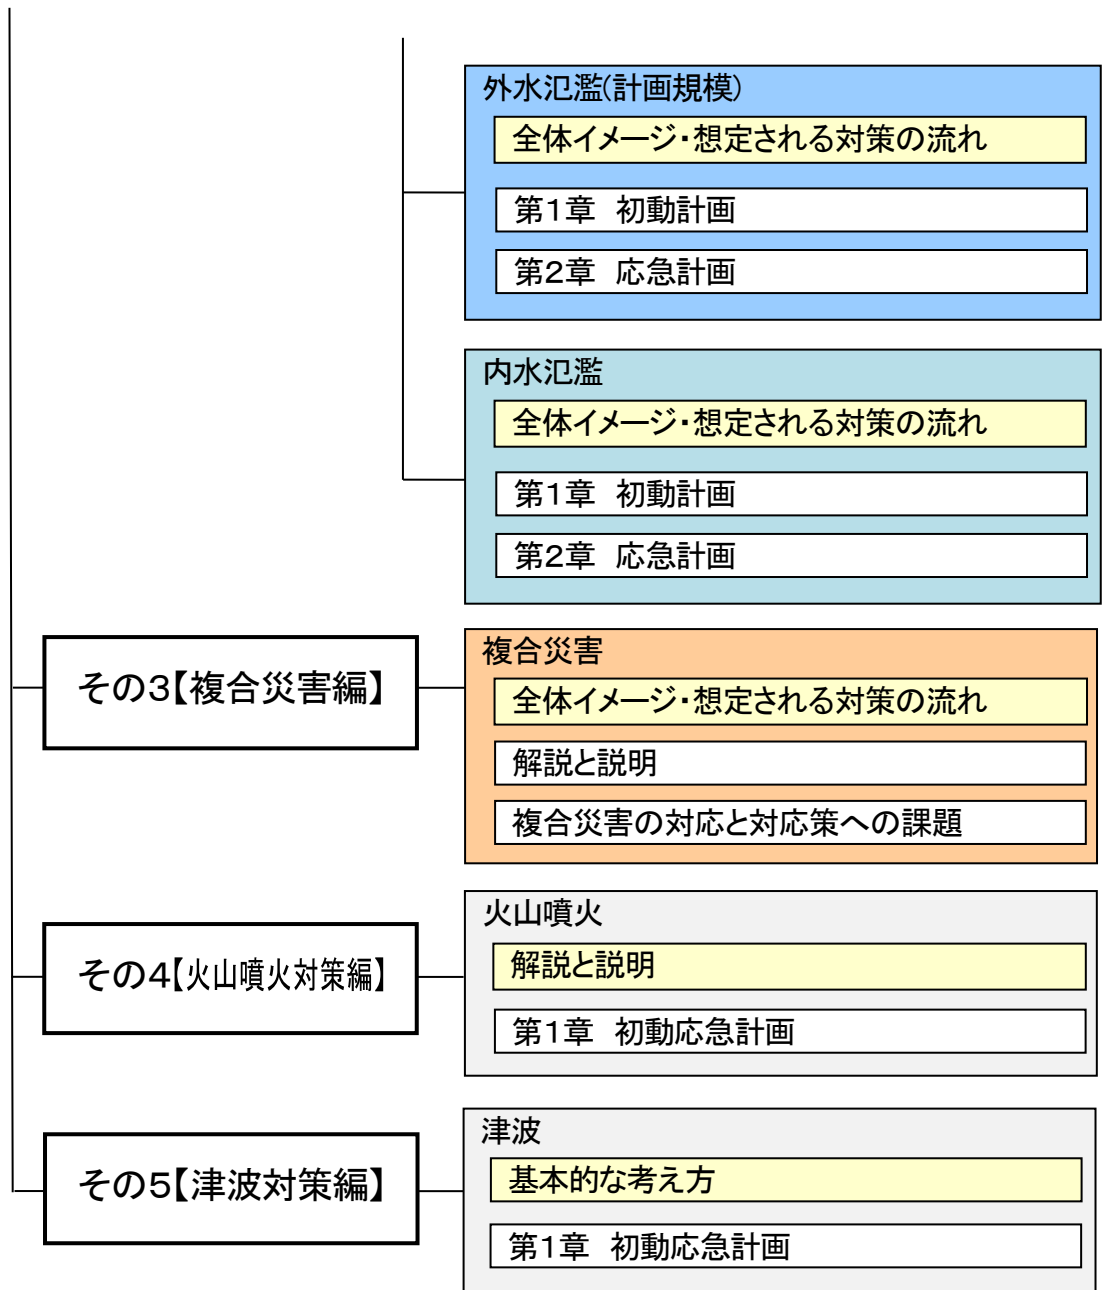 外水氾濫(計画規模)
全体イメージ・想定される対策の流れ
第1章　初動計画
第2章　応急計画
内水氾濫
全体イメージ・想定される対策の流れ
第1章　初動計画
第2章　応急計画
その3【複合災害編】
複合災害
全体イメージ・想定される対策の流れ
解説と説明
複合災害の対応と対応策への課題
その4【火山噴火対策編】
火山噴火
解説と説明
第1章　初動応急計画
その5【津波対策編】
津波
基本的な考え方
第1章　初動応急計画